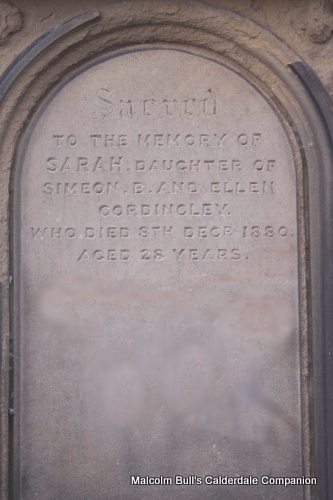 Sacred
TO THE MEMORY OF
SARAH. DAUGHTER OF
SIMEON. B. AND ELLEN
CORDINGLEY.
WHO. DIED 8TH DECR 1880.
AGED 28 YEARS.
Malcolm Bull's Calderdale Companion